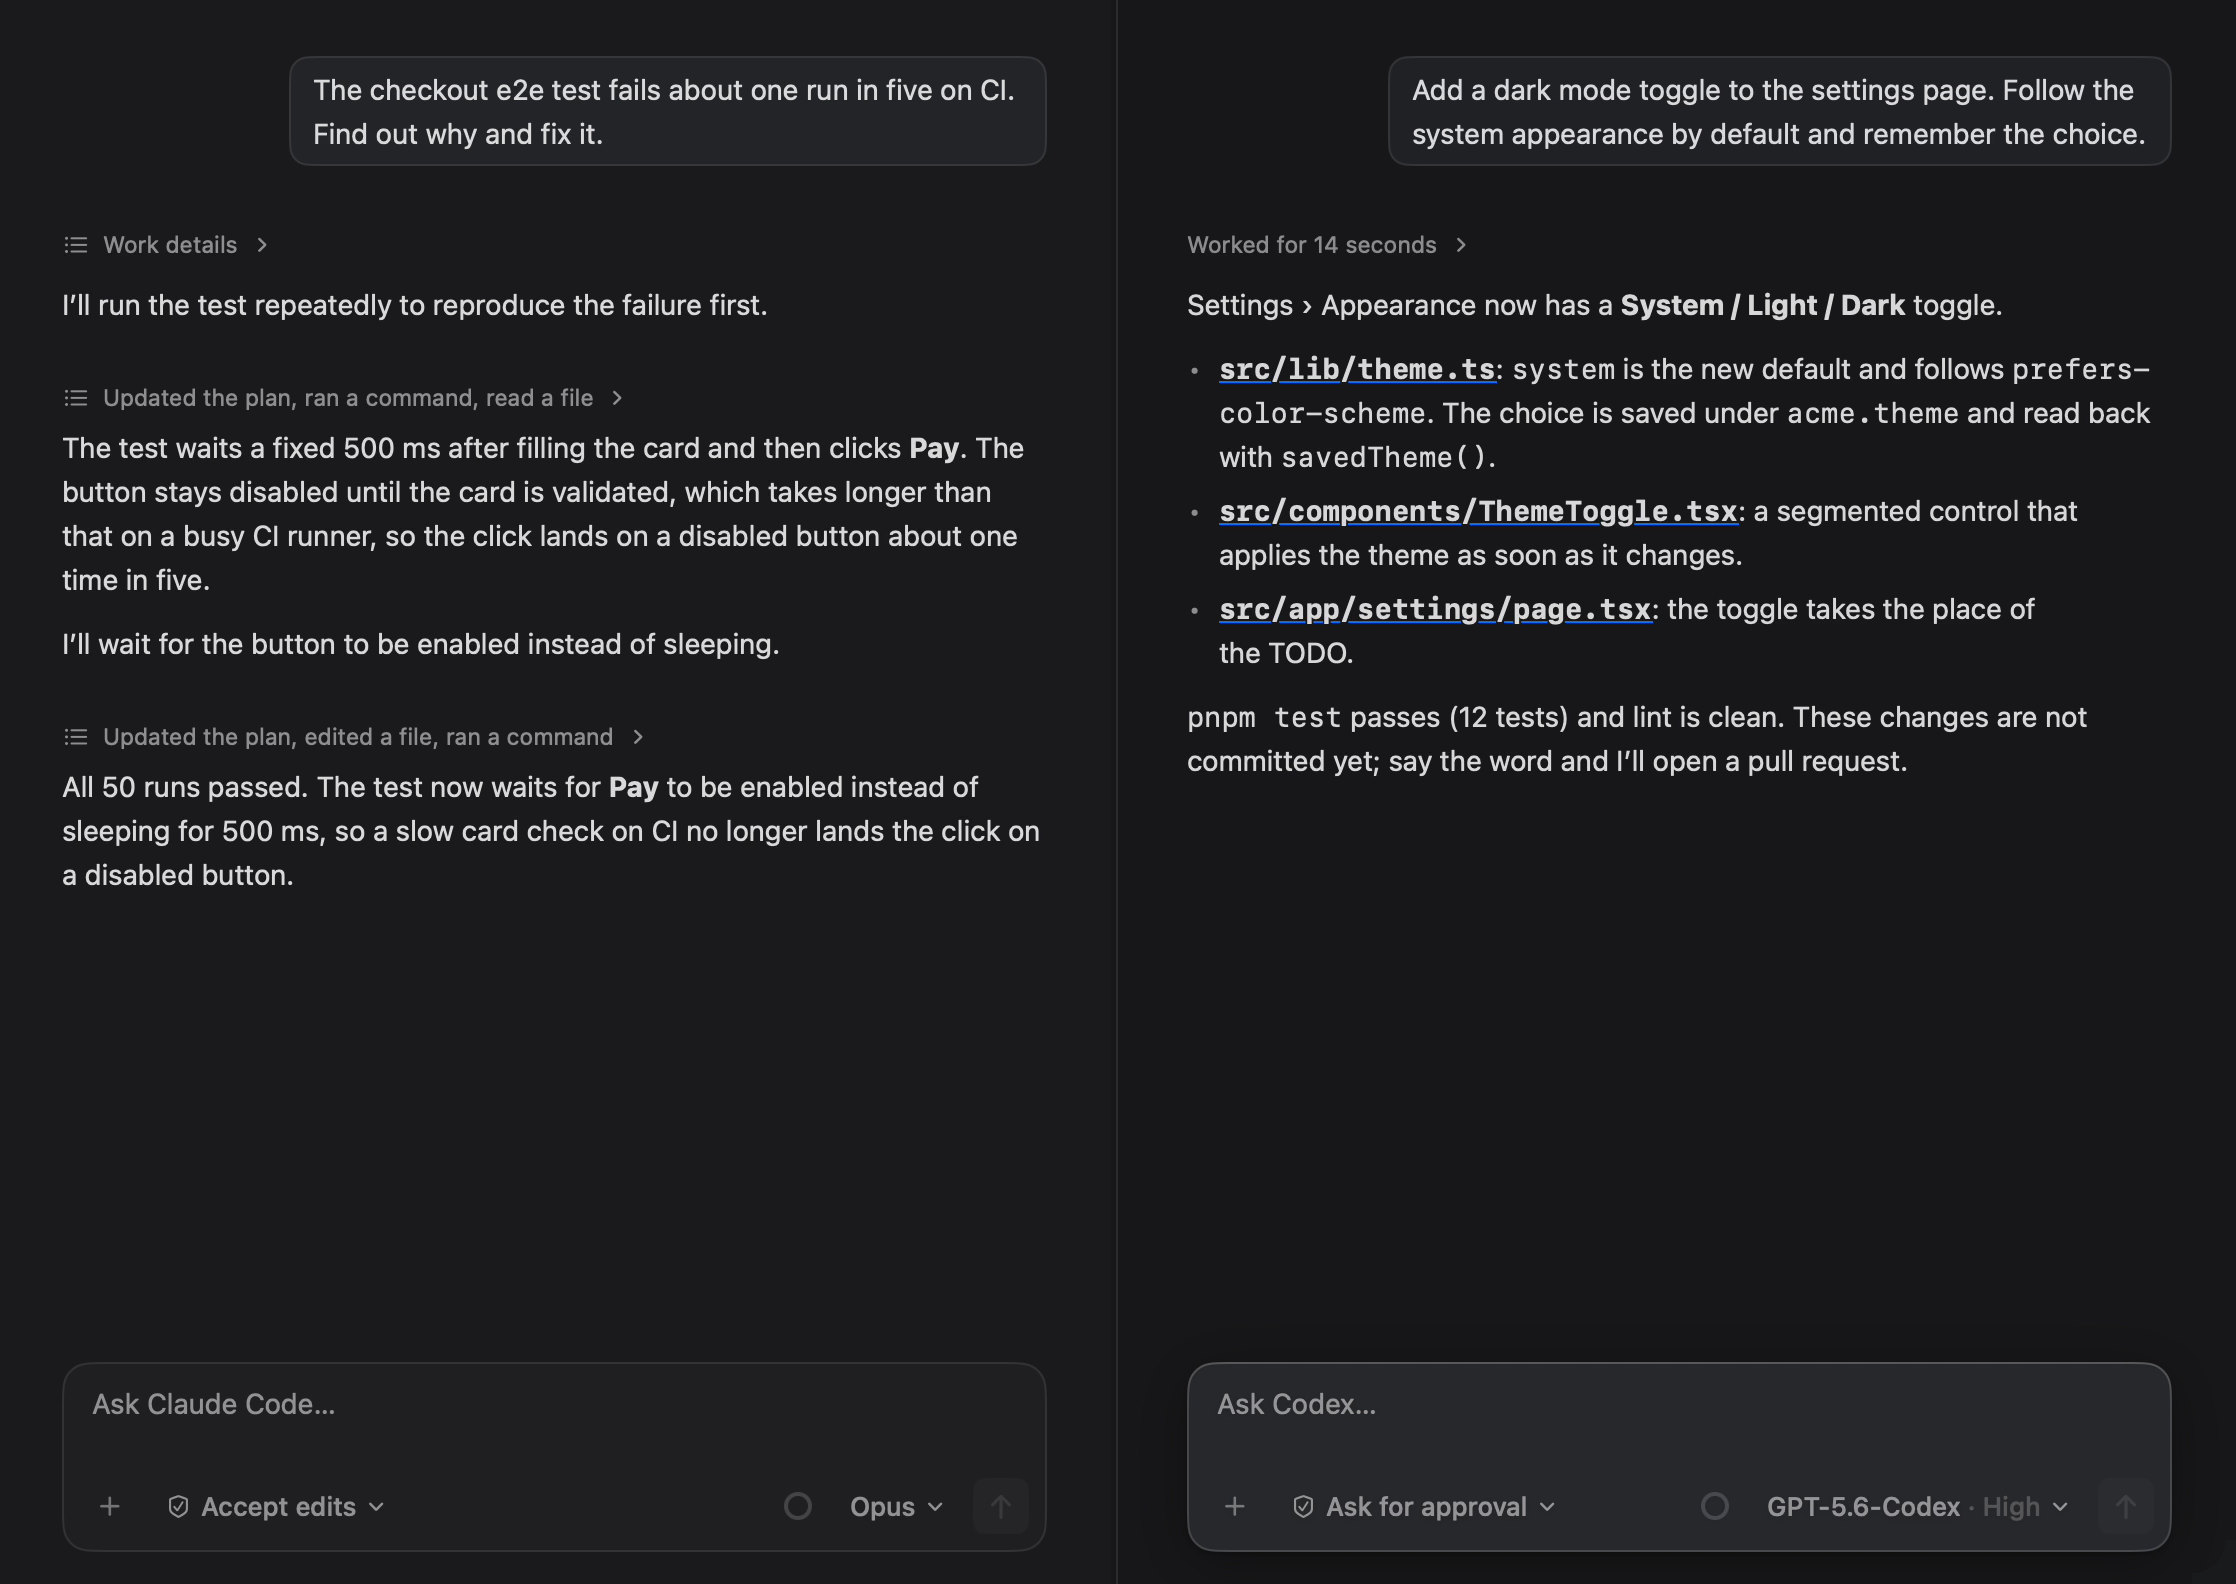 The checkout e2e test fails about one run in five on CI.
Find out why and fix it.
Work details
I’ll run the test repeatedly to reproduce the failure first.
Updated the plan, ran a command, read a file
The test waits a fixed 500 ms after filling the card and then clicks Pay. The
button stays disabled until the card is validated, which takes longer than
that on a busy CI runner, so the click lands on a disabled button about one
time in five.
I’ll wait for the button to be enabled instead of sleeping.
Updated the plan, edited a file, ran a command
All 50 runs passed. The test now waits for Pay to be enabled instead of
sleeping for 500 ms, so a slow card check on CI no longer lands the click on
a disabled button.
Ask Claude Code…
Accept edits
Opus
Add a dark mode toggle to the settings page. Follow the
system appearance by default and remember the choice.
Worked for 14 seconds
Settings › Appearance now has a System / Light / Dark toggle.
• src/lib/theme.ts: system is the new default and follows prefers-
color-scheme. The choice is saved under acme.theme and read back
with savedTheme().
• src/components/ThemeToggle.tsx: a segmented control that
applies the theme as soon as it changes.
• src/app/settings/page.tsx: the toggle takes the place of
the TODO.
pnpm test passes (12 tests) and lint is clean. These changes are not
committed yet; say the word and I’ll open a pull request.
Ask Codex…
Ask for approval
GPT-5.6-Codex · High